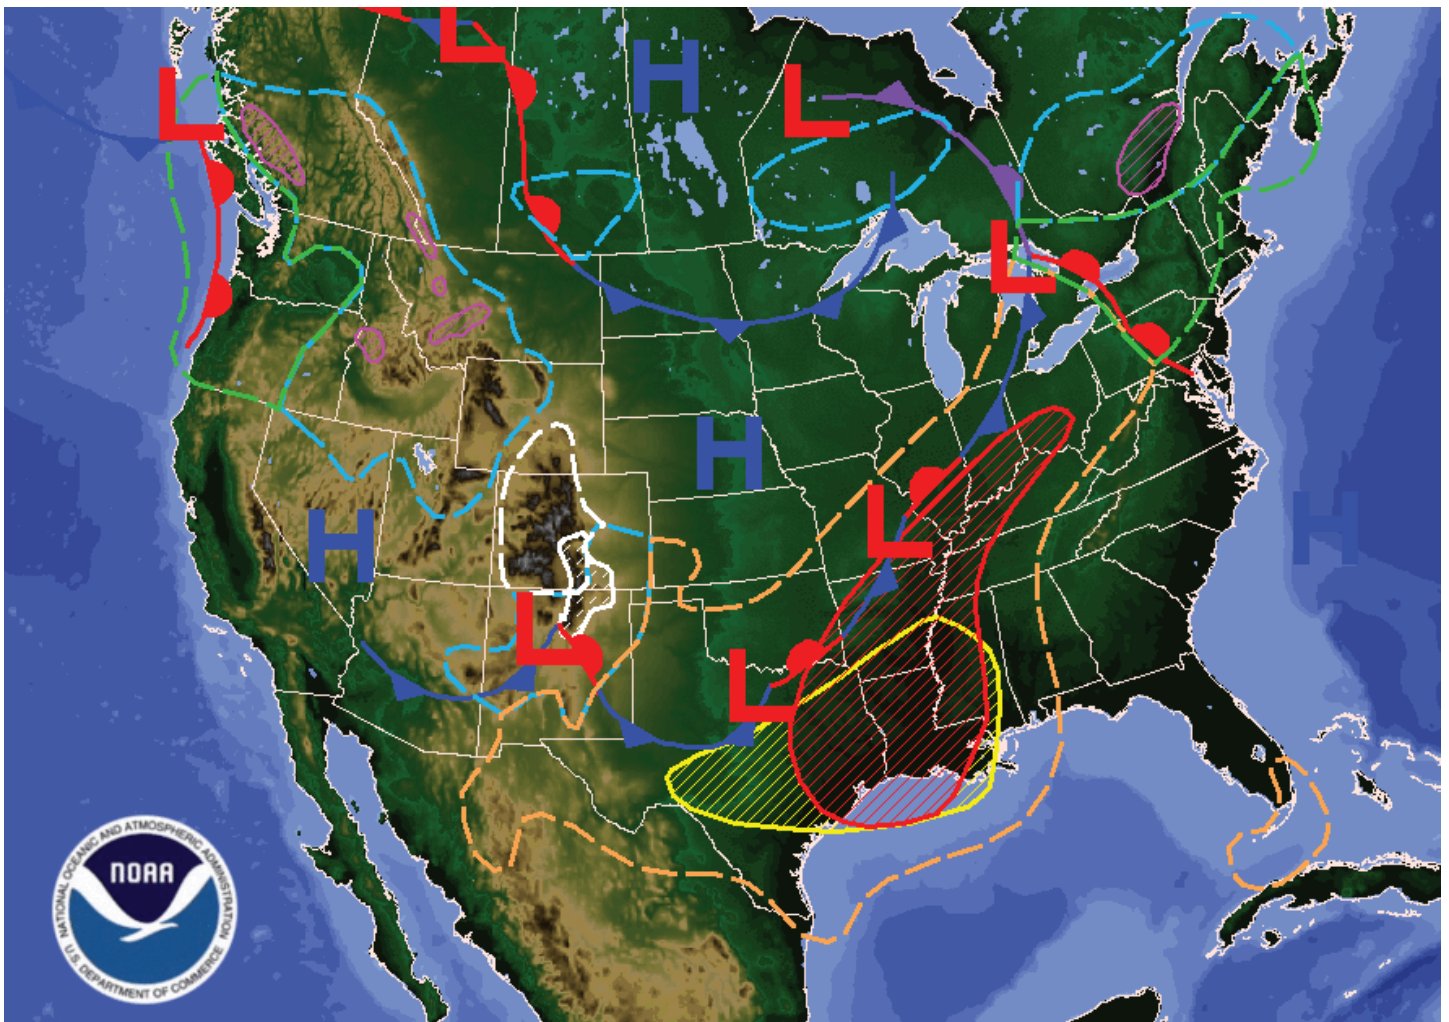 L
L
H
L
L
H
H
H
L
L
L
NOAA
NATIONAL OCEANIC AND ATMOSPHERIC ADMINISTRATION
U.S. DEPARTMENT OF COMMERCE